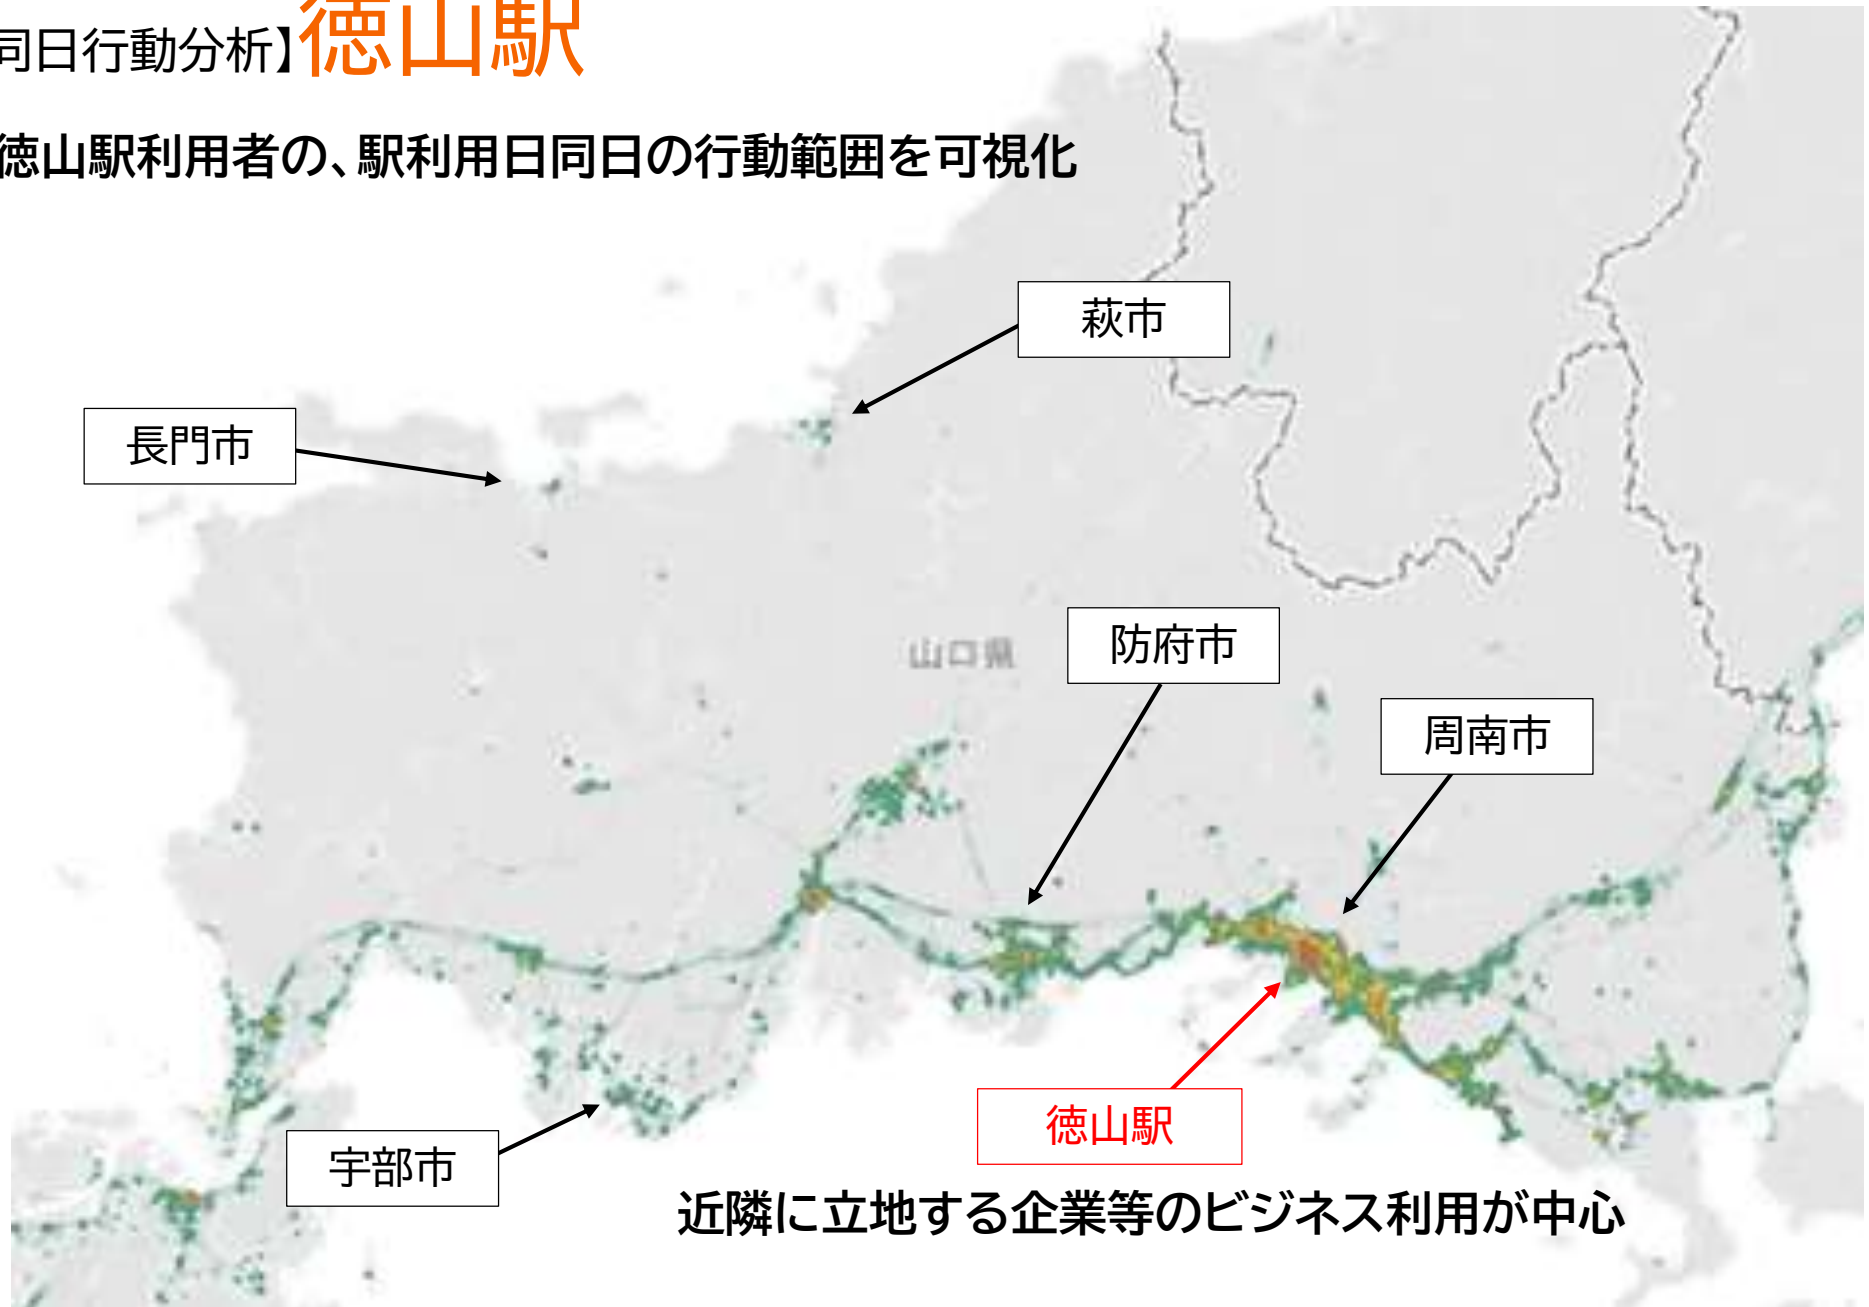 同日行動分析】徳山駅
徳山駅利用者の、駅利用日同日の行動範囲を可視化
萩市
長門市
山口県
防府市
周南市
徳山駅
宇部市
近隣に立地する企業等のビジネス利用が中心